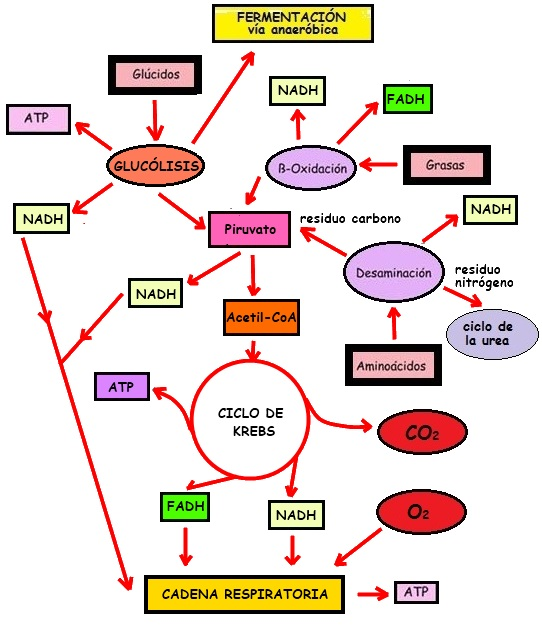 FERMENTACIÓN
vía anaeróbica
Glúcidos
NADH
FADH
ATP
GLUCÓLISIS
ß-Oxidación
Grasas
NADH
NADH
Piruvato
residuo carbono
Desaminación
residuo
nitrógeno
NADH
Acetil-CoA
ciclo de
la urea
Aminoácidos
ATP
CICLO DE
KREBS
CO2
FADH
NADH
O2
CADENA RESPIRATORIA
ATP